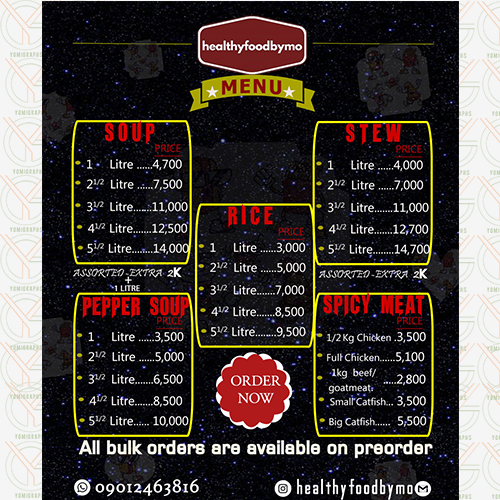 healthyfoodbymo
MENU
SOUP
PRICE
1 Litre......4,700
2 1/2 Litre ......7,500
3 1/2 Litre........11,000
4 1/2 Litre........12,500
5 1/2 Litre........14,000
ASSORTED-EXTRA 2K
+
1 LITRE
STEW
PRICE
1 Litre ......4,000
2 1/2 Litre ......7,000
3 1/2 Litre........11,000
4 1/2 Litre........12,700
5 1/2 Litre........14,700
ASSORTED-EXTRA 2K
RICE
PRICE
1 Litre......3,000
2 1/2 Litre ......5,000
3 1/2 Litre.......7,000
4 1/2 Litre.......8,500
5 1/2 Litre........9,500
PEPPER SOUP
PRICE
1 Litre ......3,500
2 1/2 Litre ......5,000
3 1/2 Litre.......6,500
4 1/2 Litre.......8,500
5 1/2 Litre....... 10,000
SPICY MEAT
PRICE
1/2 Kg Chicken .3,500
Full Chicken......5,100
1kg beef/
goatmeat. ......2,800
Small Catfish... 3,500
Big Catfish..... 5,500
ORDER
NOW
All bulk orders are available on preorder
09012463816
healthyfoodbymo
YOMIGRAPHS